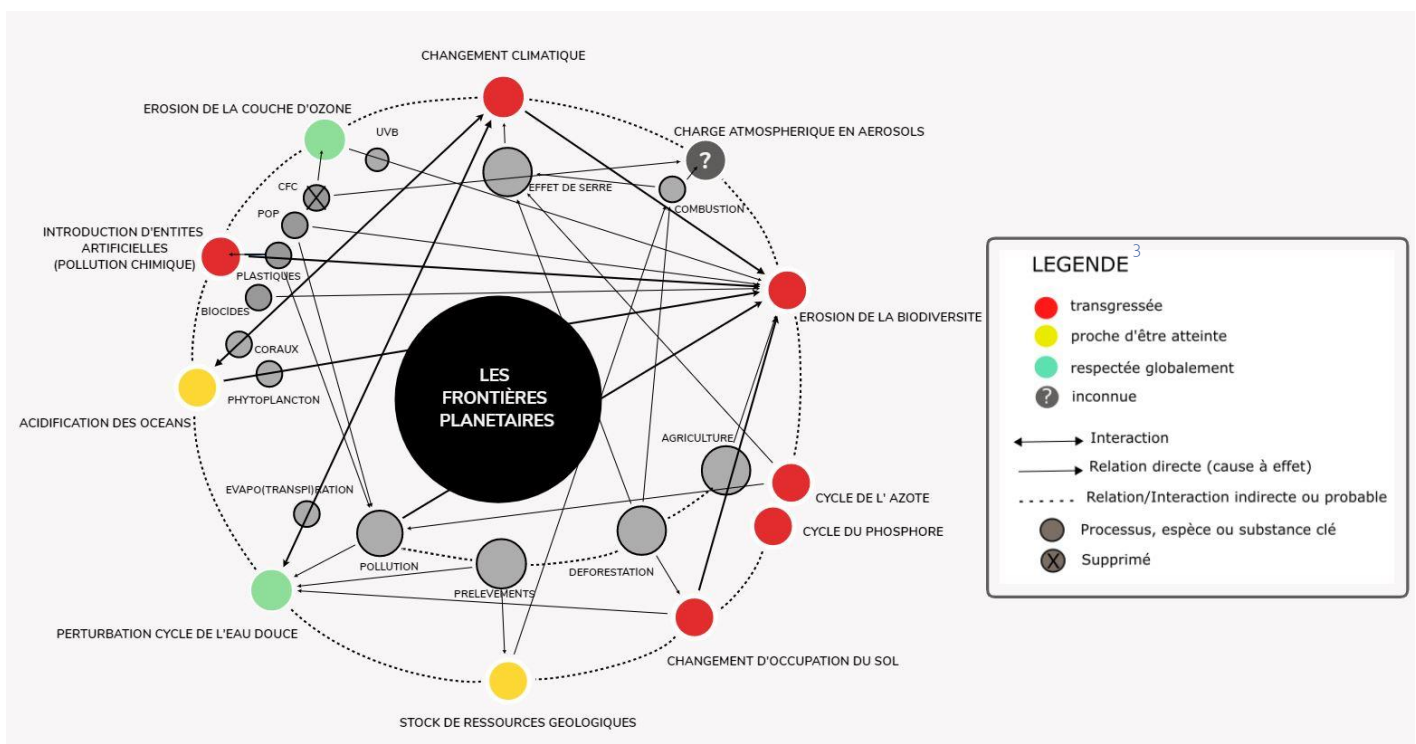 CHANGEMENT CLIMATIQUE
EROSION DE LA COUCHE D'OZONE
UVB
CHARGE ATMOSPHERIQUE EN AEROSOLS
?
CFC
EFFET DE SERRE
COMBUSTION
POP
INTRODUCTION D'ENTITES
ARTIFICIELLES
(POLLUTION CHIMIQUE)
PLASTIQUES
BIOCIDES
EROSION DE LA BIODIVERSITE
CORAUX
PHYTOPLANCTON
ACIDIFICATION DES OCEANS
LES
FRONTIÈRES
PLANETAIRES
AGRICULTURE
EVAPO(TRANSPI)RATION
CYCLE DE L' AZOTE
CYCLE DU PHOSPHORE
POLLUTION
DEFORESTATION
PRELEVEMENTS
PERTURBATION CYCLE DE L'EAU DOUCE
CHANGEMENT D'OCCUPATION DU SOL
STOCK DE RESSOURCES GEOLOGIQUES
LEGENDE 3
transgressée
proche d'être atteinte
respectée globalement
? inconnue
Interaction
Relation directe (cause à effet)
Relation/Interaction indirecte ou probable
Processus, espèce ou substance clé
X Supprimé